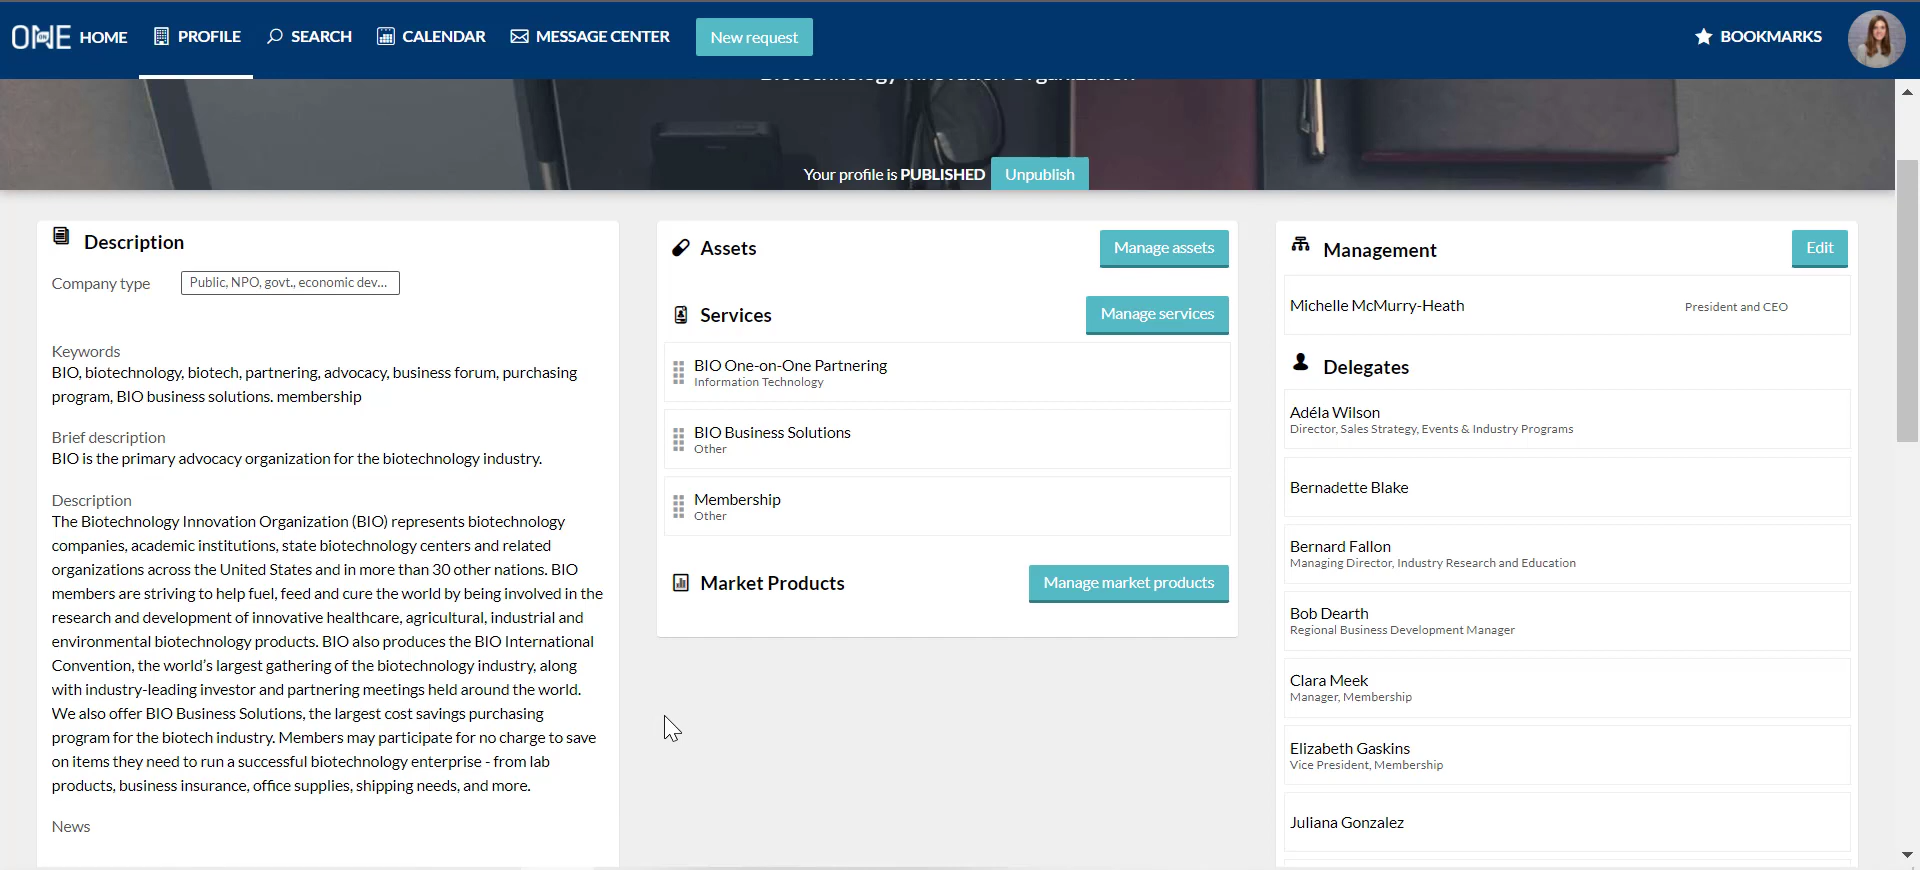 ONE HOME PROFILE SEARCH CALENDAR MESSAGE CENTER New request BOOKMARKS
Biotechnology Innovation Organization
Your profile is PUBLISHED Unpublish
Description
Company type Public, NPO, govt., economic dev...
Keywords
BIO, biotechnology, biotech, partnering, advocacy, business forum, purchasing
program, BIO business solutions. membership
Brief description
BIO is the primary advocacy organization for the biotechnology industry.
Description
The Biotechnology Innovation Organization (BIO) represents biotechnology
companies, academic institutions, state biotechnology centers and related
organizations across the United States and in more than 30 other nations. BIO
members are striving to help fuel, feed and cure the world by being involved in the
research and development of innovative healthcare, agricultural, industrial and
environmental biotechnology products. BIO also produces the BIO International
Convention, the world’s largest gathering of the biotechnology industry, along
with industry-leading investor and partnering meetings held around the world.
We also offer BIO Business Solutions, the largest cost savings purchasing
program for the biotech industry. Members may participate for no charge to save
on items they need to run a successful biotechnology enterprise - from lab
products, business insurance, office supplies, shipping needs, and more.
News
Assets Manage assets
Services Manage services
BIO One-on-One Partnering
Information Technology
BIO Business Solutions
Other
Membership
Other
Market Products Manage market products
Management Edit
Michelle McMurry-Heath President and CEO
Delegates
Adéla Wilson
Director, Sales Strategy, Events & Industry Programs
Bernadette Blake
Bernard Fallon
Managing Director, Industry Research and Education
Bob Dearth
Regional Business Development Manager
Clara Meek
Manager, Membership
Elizabeth Gaskins
Vice President, Membership
Juliana Gonzalez